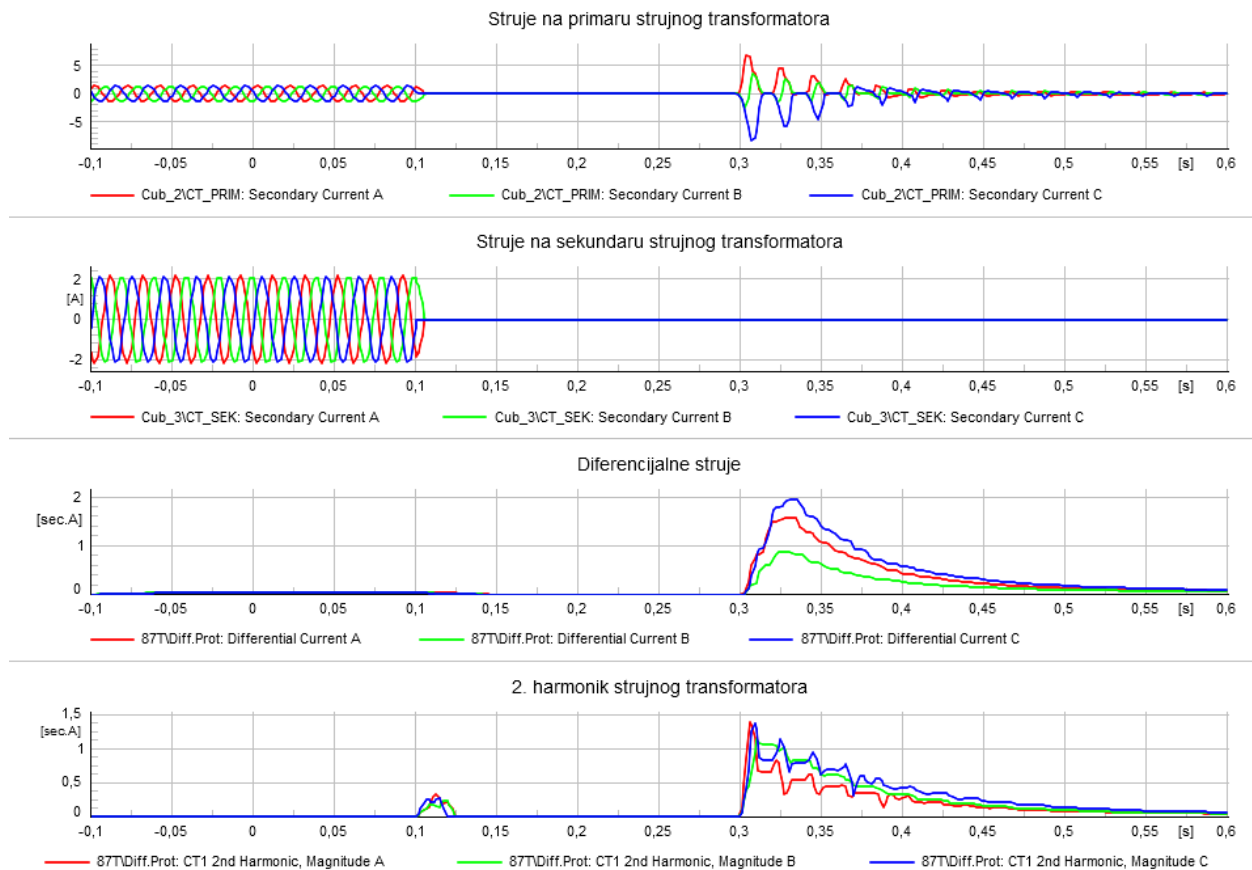 Struje na primaru strujnog transformatora
5
0
-5
-0,1 -0,05 0 0,05 0,1 0,15 0,2 0,25 0,3 0,35 0,4 0,45 0,5 0,55 [s] 0,6
Cub_2\CT_PRIM: Secondary Current A Cub_2\CT_PRIM: Secondary Current B Cub_2\CT_PRIM: Secondary Current C
Struje na sekundaru strujnog transformatora
2
[A]
0
-2
-0,1 -0,05 0 0,05 0,1 0,15 0,2 0,25 0,3 0,35 0,4 0,45 0,5 0,55 [s] 0,6
Cub_3\CT_SEK: Secondary Current A Cub_3\CT_SEK: Secondary Current B Cub_3\CT_SEK: Secondary Current C
Diferencijalne struje
2
[sec.A]
1
0
-0,1 -0,05 0 0,05 0,1 0,15 0,2 0,25 0,3 0,35 0,4 0,45 0,5 0,55 [s] 0,6
87T\Diff.Prot: Differential Current A 87T\Diff.Prot: Differential Current B 87T\Diff.Prot: Differential Current C
2. harmonik strujnog transformatora
1,5
[sec.A]
1
0,5
0
-0,1 -0,05 0 0,05 0,1 0,15 0,2 0,25 0,3 0,35 0,4 0,45 0,5 0,55 [s] 0,6
87T\Diff.Prot: CT1 2nd Harmonic, Magnitude A 87T\Diff.Prot: CT1 2nd Harmonic, Magnitude B 87T\Diff.Prot: CT1 2nd Harmonic, Magnitude C